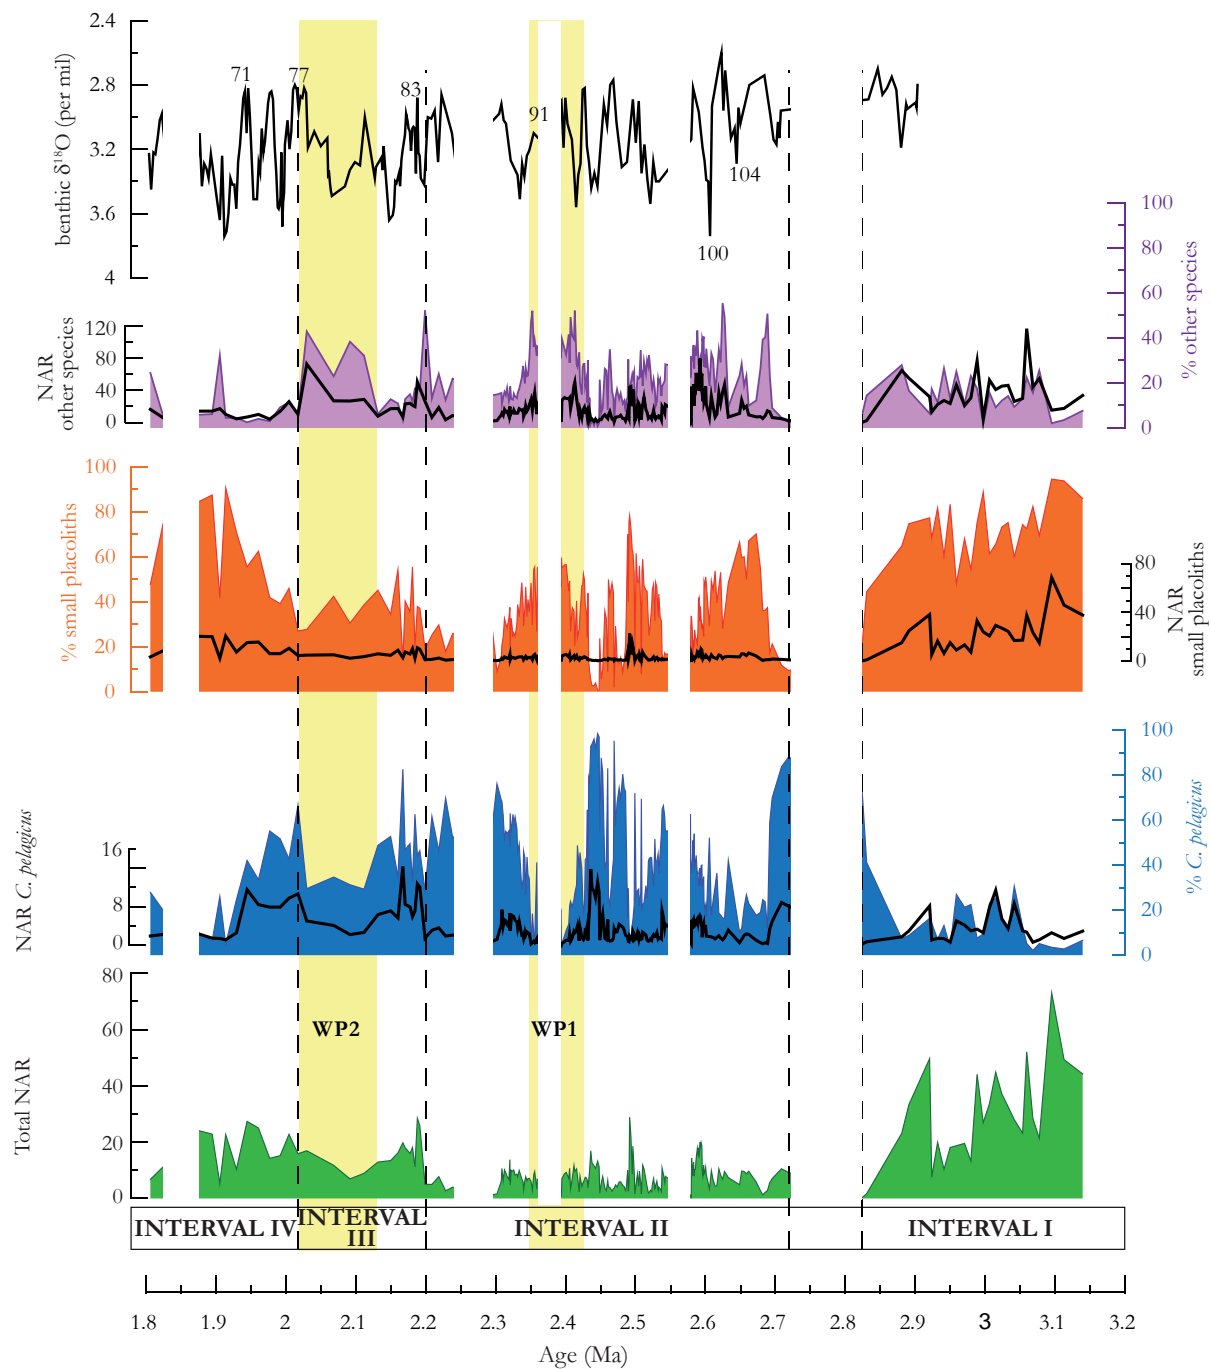 2.4
2.8
3.2
3.6
4
benthic δ¹⁸O (per mil)
71
77
83
91
104
100
100
80
60
40
20
0
% other species
120
80
40
0
NAR
other species
100
80
60
40
20
0
% small placoliths
80
40
0
NAR
small placoliths
100
80
60
40
20
0
% C. pelagicus
16
8
0
NAR C. pelagicus
80
60
40
20
0
Total NAR
WP2
WP1
INTERVAL IV
INTERVAL
III
INTERVAL II
INTERVAL I
1.8 1.9 2 2.1 2.2 2.3 2.4 2.5 2.6 2.7 2.8 2.9 3 3.1 3.2
Age (Ma)